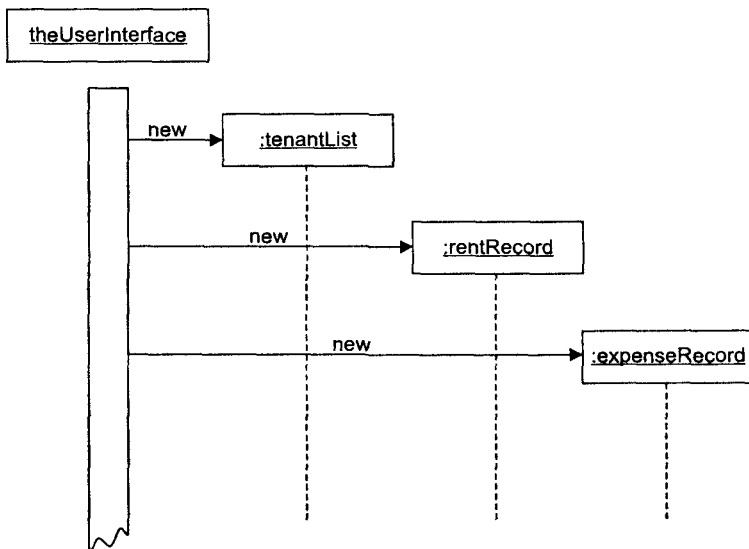 theUserInterface
new
:tenantList
new
:rentRecord
new
:expenseRecord